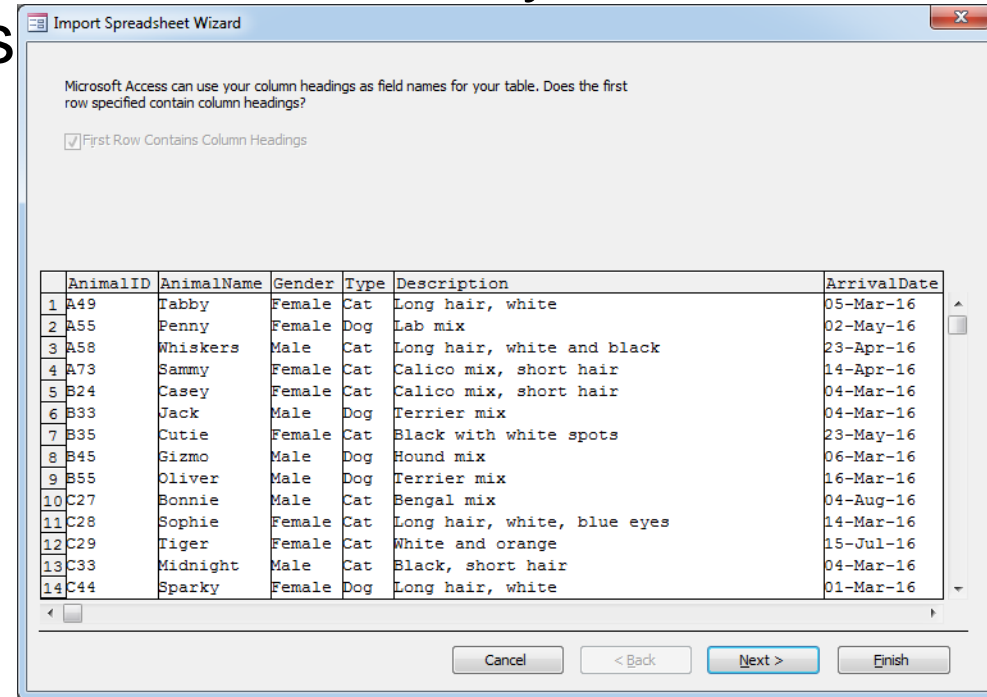 s
Import Spreadsheet Wizard
Microsoft Access can use your column headings as field names for your table. Does the first
row specified contain column headings?
First Row Contains Column Headings
AnimalID AnimalName Gender Type Description ArrivalDate
1 A49 Tabby Female Cat Long hair, white 05-Mar-16
2 A55 Penny Female Dog Lab mix 02-May-16
3 A58 Whiskers Male Cat Long hair, white and black 23-Apr-16
4 A73 Sammy Female Cat Calico mix, short hair 14-Apr-16
5 B24 Casey Female Cat Calico mix, short hair 04-Mar-16
6 B33 Jack Male Dog Terrier mix 04-Mar-16
7 B35 Cutie Female Cat Black with white spots 23-May-16
8 B45 Gizmo Male Dog Hound mix 06-Mar-16
9 B55 Oliver Male Dog Terrier mix 16-Mar-16
10 C27 Bonnie Male Cat Bengal mix 04-Aug-16
11 C28 Sophie Female Cat Long hair, white, blue eyes 14-Mar-16
12 C29 Tiger Female Cat White and orange 15-Jul-16
13 C33 Midnight Male Cat Black, short hair 04-Mar-16
14 C44 Sparky Female Dog Long hair, white 01-Mar-16
Cancel < Back Next > Finish